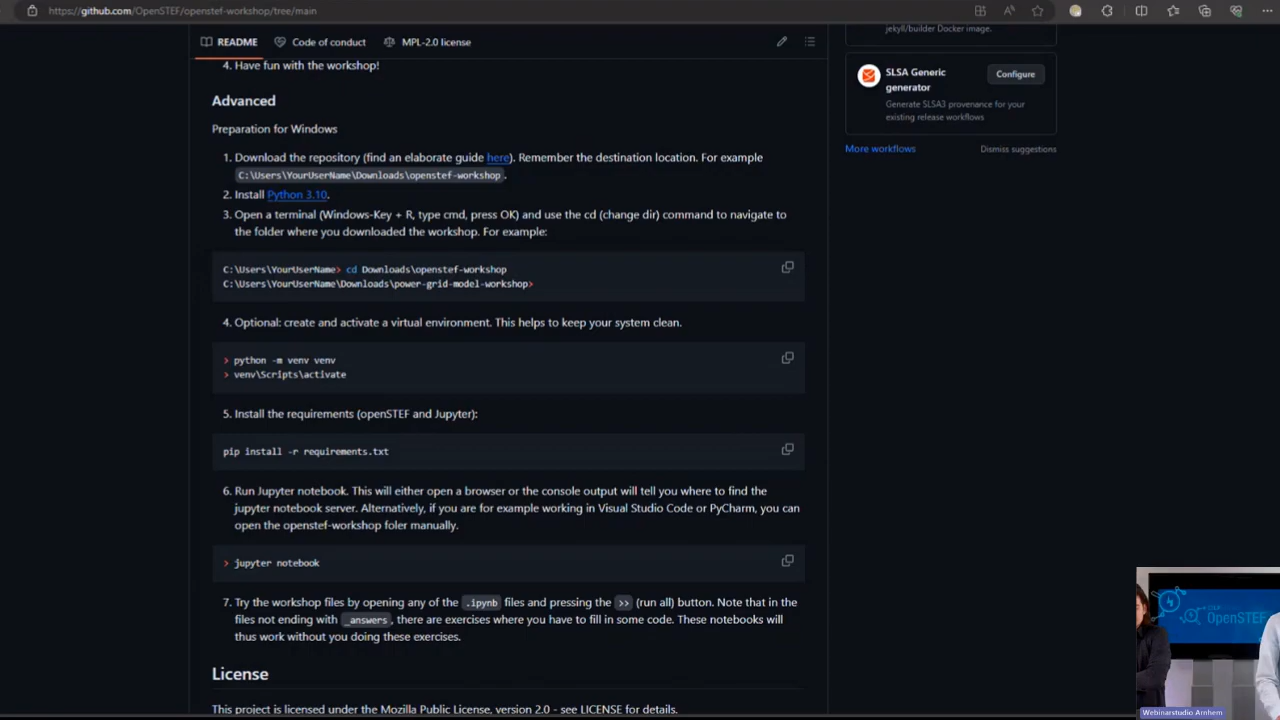 https://github.com/OpenSTEF/openstef-workshop/tree/main
README
Code of conduct
MPL-2.0 license
4. Have fun with the workshop!
Advanced
Preparation for Windows
1. Download the repository (find an elaborate guide here). Remember the destination location. For example
C:\Users\YourUserName\Downloads\openstef-workshop.
2. Install Python 3.10.
3. Open a terminal (Windows-Key + R, type cmd, press OK) and use the cd (change dir) command to navigate to
the folder where you downloaded the workshop. For example:
C:\Users\YourUserName> cd Downloads\openstef-workshop
C:\Users\YourUserName\Downloads\power-grid-model-workshop>
4. Optional: create and activate a virtual environment. This helps to keep your system clean.
> python -m venv venv
> venv\Scripts\activate
5. Install the requirements (openSTEF and Jupyter):
pip install -r requirements.txt
6. Run Jupyter notebook. This will either open a browser or the console output will tell you where to find the
jupyter notebook server. Alternatively, if you are for example working in Visual Studio Code or PyCharm, you can
open the openstef-workshop foler manually.
> jupyter notebook
7. Try the workshop files by opening any of the .ipynb files and pressing the >> (run all) button. Note that in the
files not ending with _answers, there are exercises where you have to fill in some code. These notebooks will
thus work without you doing these exercises.
License
This project is licensed under the Mozilla Public License, version 2.0 - see LICENSE for details.
jekyll/builder Docker image.
SLSA Generic
generator
Configure
Generate SLSA3 provenance for your
existing release workflows
More workflows
Dismiss suggestions
OpenSTEF
Webinarstudio Arnhem